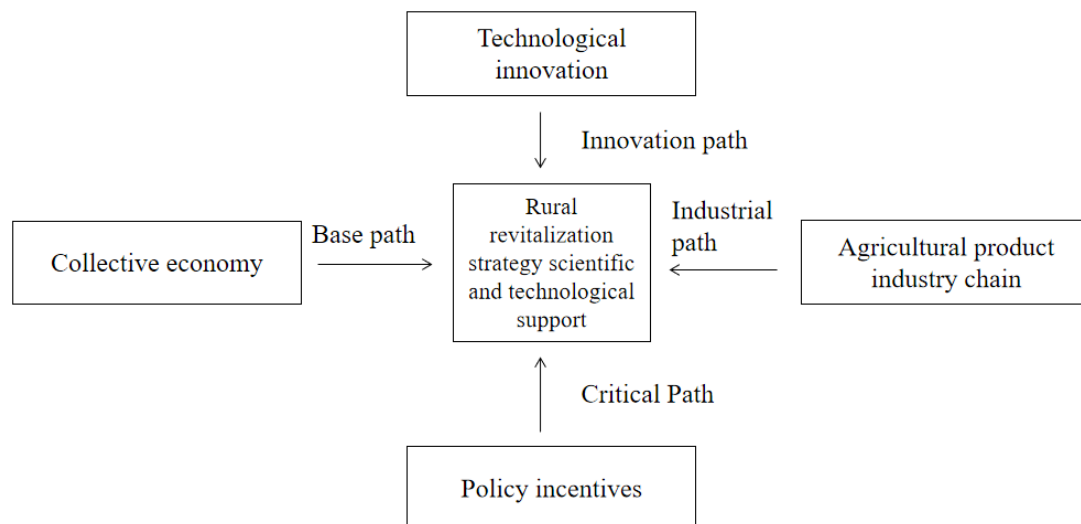 Technological
innovation
Innovation path
Collective economy
Base path
Rural
revitalization
strategy scientific
and technological
support
Industrial
path
Agricultural product
industry chain
Critical Path
Policy incentives